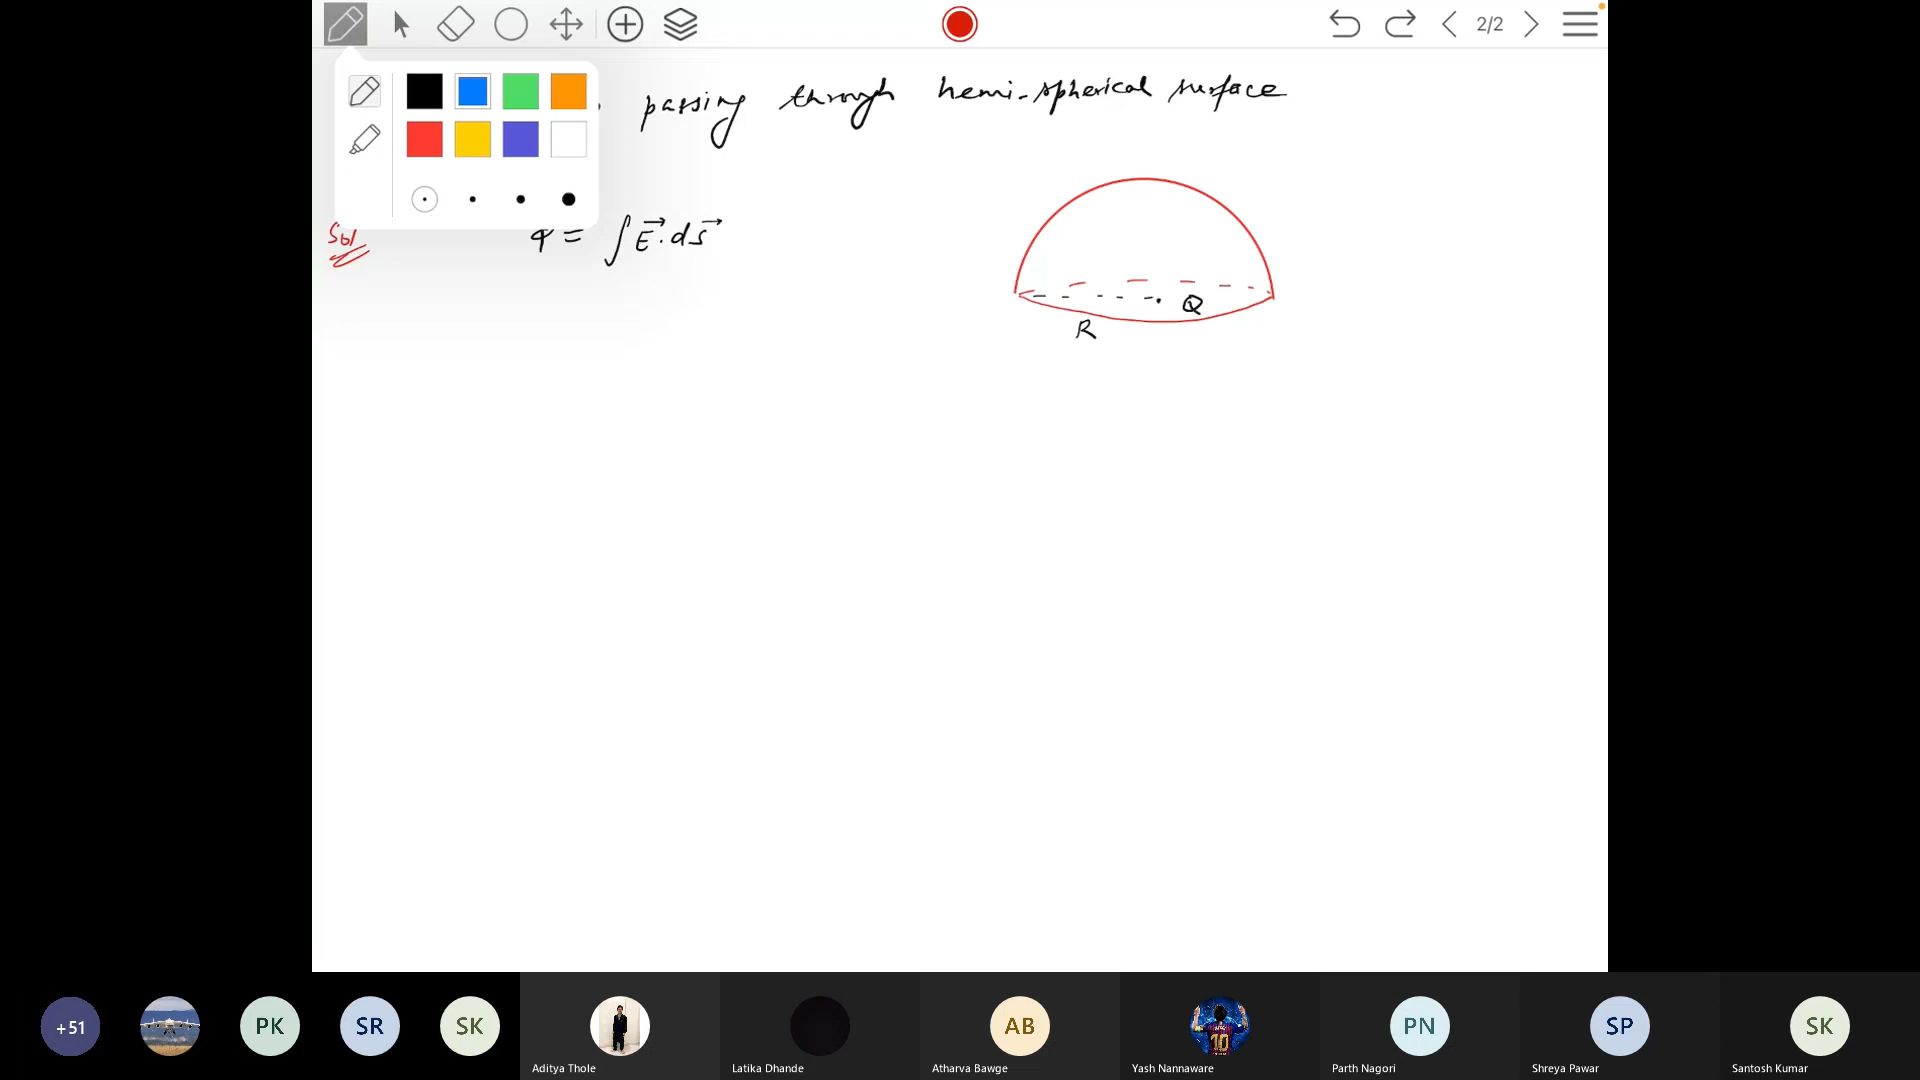 2/2
passing through hemi-spherical surface
Sol
φ = ∫ E⃗ . d s⃗
Q
R
+51
PK
SR
SK
AB
10
PN
SP
SK
Aditya Thole
Latika Dhande
Atharva Bawge
Yash Nannaware
Parth Nagori
Shreya Pawar
Santosh Kumar